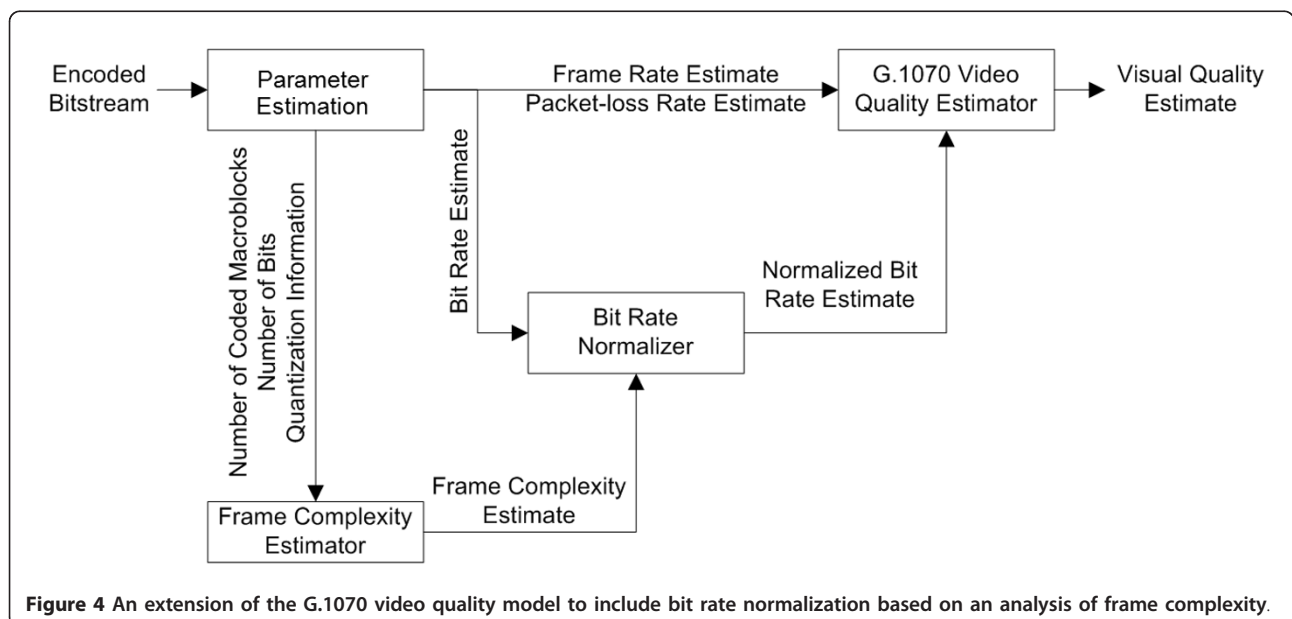 Encoded
Bitstream
Parameter
Estimation
Frame Rate Estimate
Packet-loss Rate Estimate
G.1070 Video
Quality Estimator
Visual Quality
Estimate
Number of Coded Macroblocks
Number of Bits
Quantization Information
Bit Rate Estimate
Bit Rate
Normalizer
Normalized Bit
Rate Estimate
Frame Complexity
Estimator
Frame Complexity
Estimate
Figure 4 An extension of the G.1070 video quality model to include bit rate normalization based on an analysis of frame complexity.